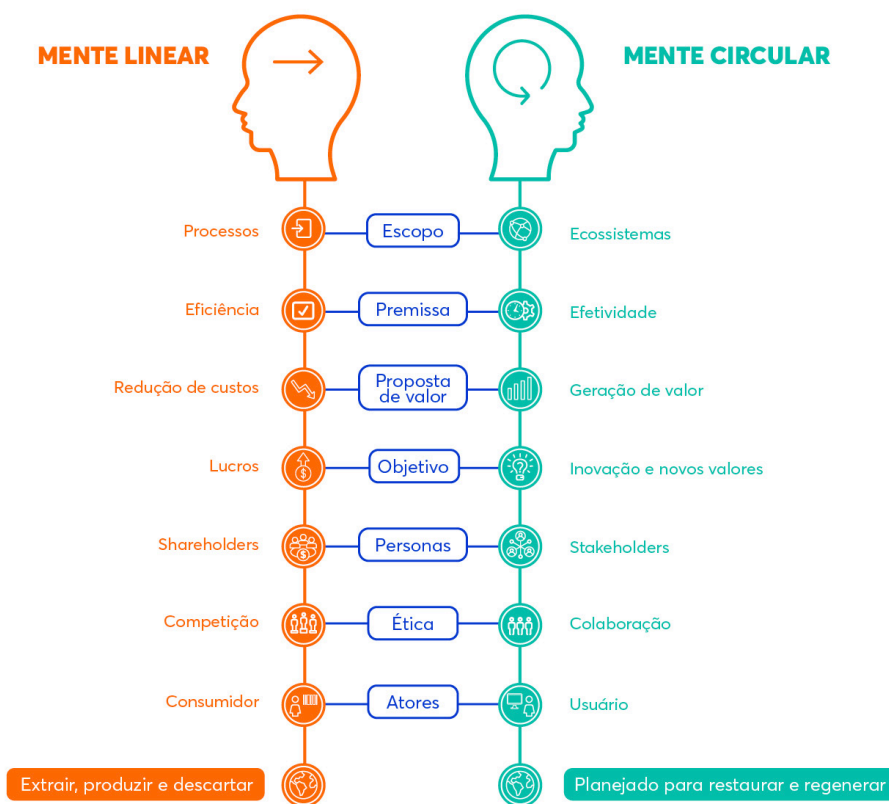 MENTE LINEAR
MENTE CIRCULAR
Processos
Escopo
Ecossistemas
Eficiência
Premissa
Efetividade
Redução de custos
Proposta
de valor
Geração de valor
Lucros
Objetivo
Inovação e novos valores
Shareholders
Personas
Stakeholders
Competição
Ética
Colaboração
Consumidor
Atores
Usuário
Extrair, produzir e descartar
Planejado para restaurar e regenerar